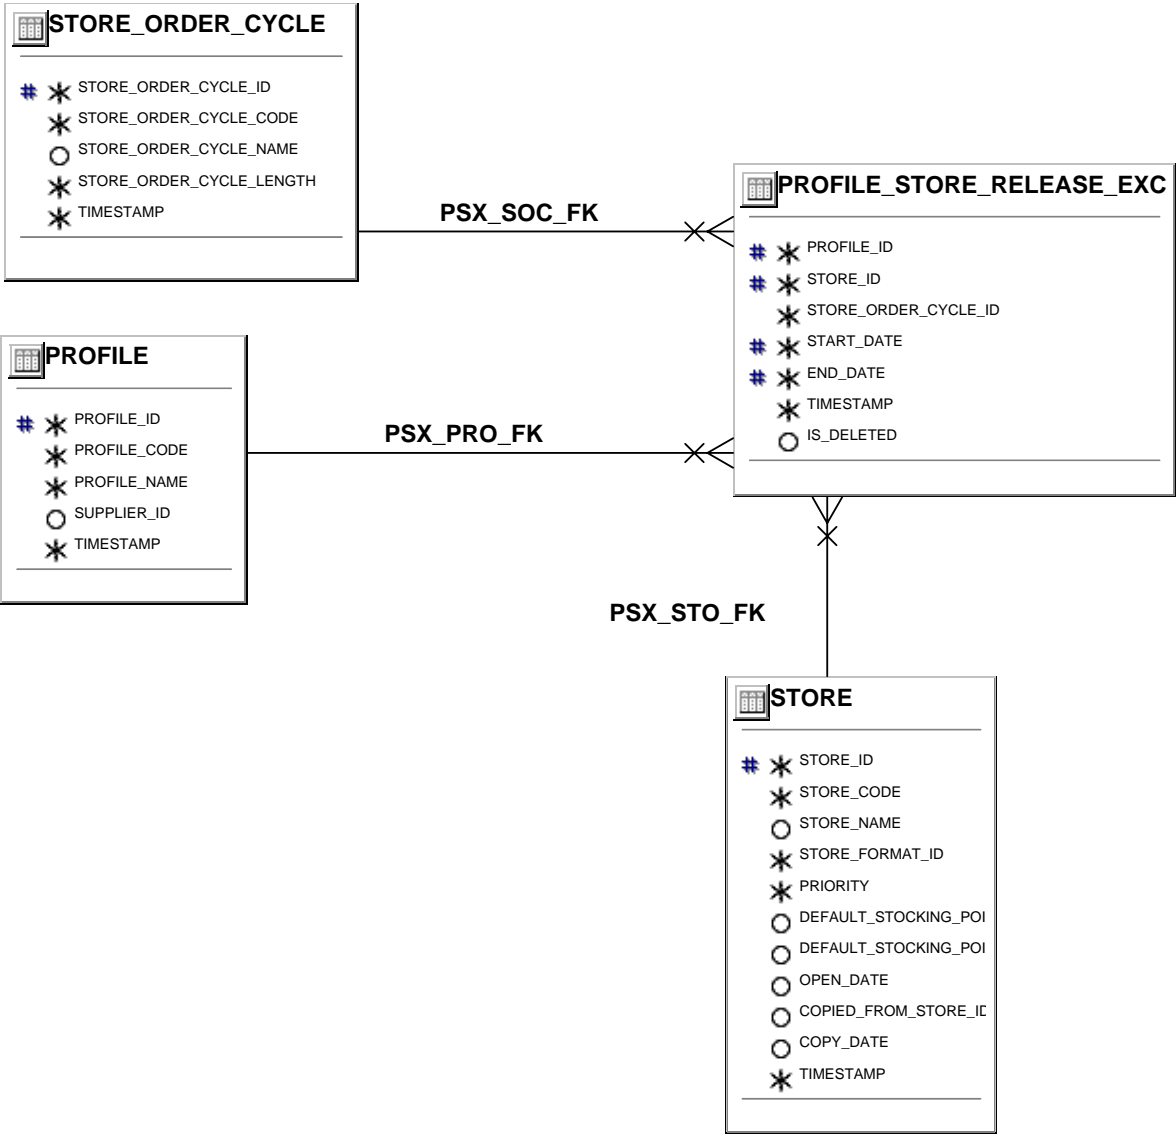 STORE_ORDER_CYCLE
# STORE_ORDER_CYCLE_ID
STORE_ORDER_CYCLE_CODE
STORE_ORDER_CYCLE_NAME
STORE_ORDER_CYCLE_LENGTH
TIMESTAMP
PSX_SOC_FK
PROFILE_STORE_RELEASE_EXC
# PROFILE_ID
# STORE_ID
STORE_ORDER_CYCLE_ID
# START_DATE
# END_DATE
TIMESTAMP
IS_DELETED
PROFILE
# PROFILE_ID
PROFILE_CODE
PROFILE_NAME
SUPPLIER_ID
TIMESTAMP
PSX_PRO_FK
PSX_STO_FK
STORE
# STORE_ID
STORE_CODE
STORE_NAME
STORE_FORMAT_ID
PRIORITY
DEFAULT_STOCKING_POI
DEFAULT_STOCKING_POI
OPEN_DATE
COPIED_FROM_STORE_ID
COPY_DATE
TIMESTAMP